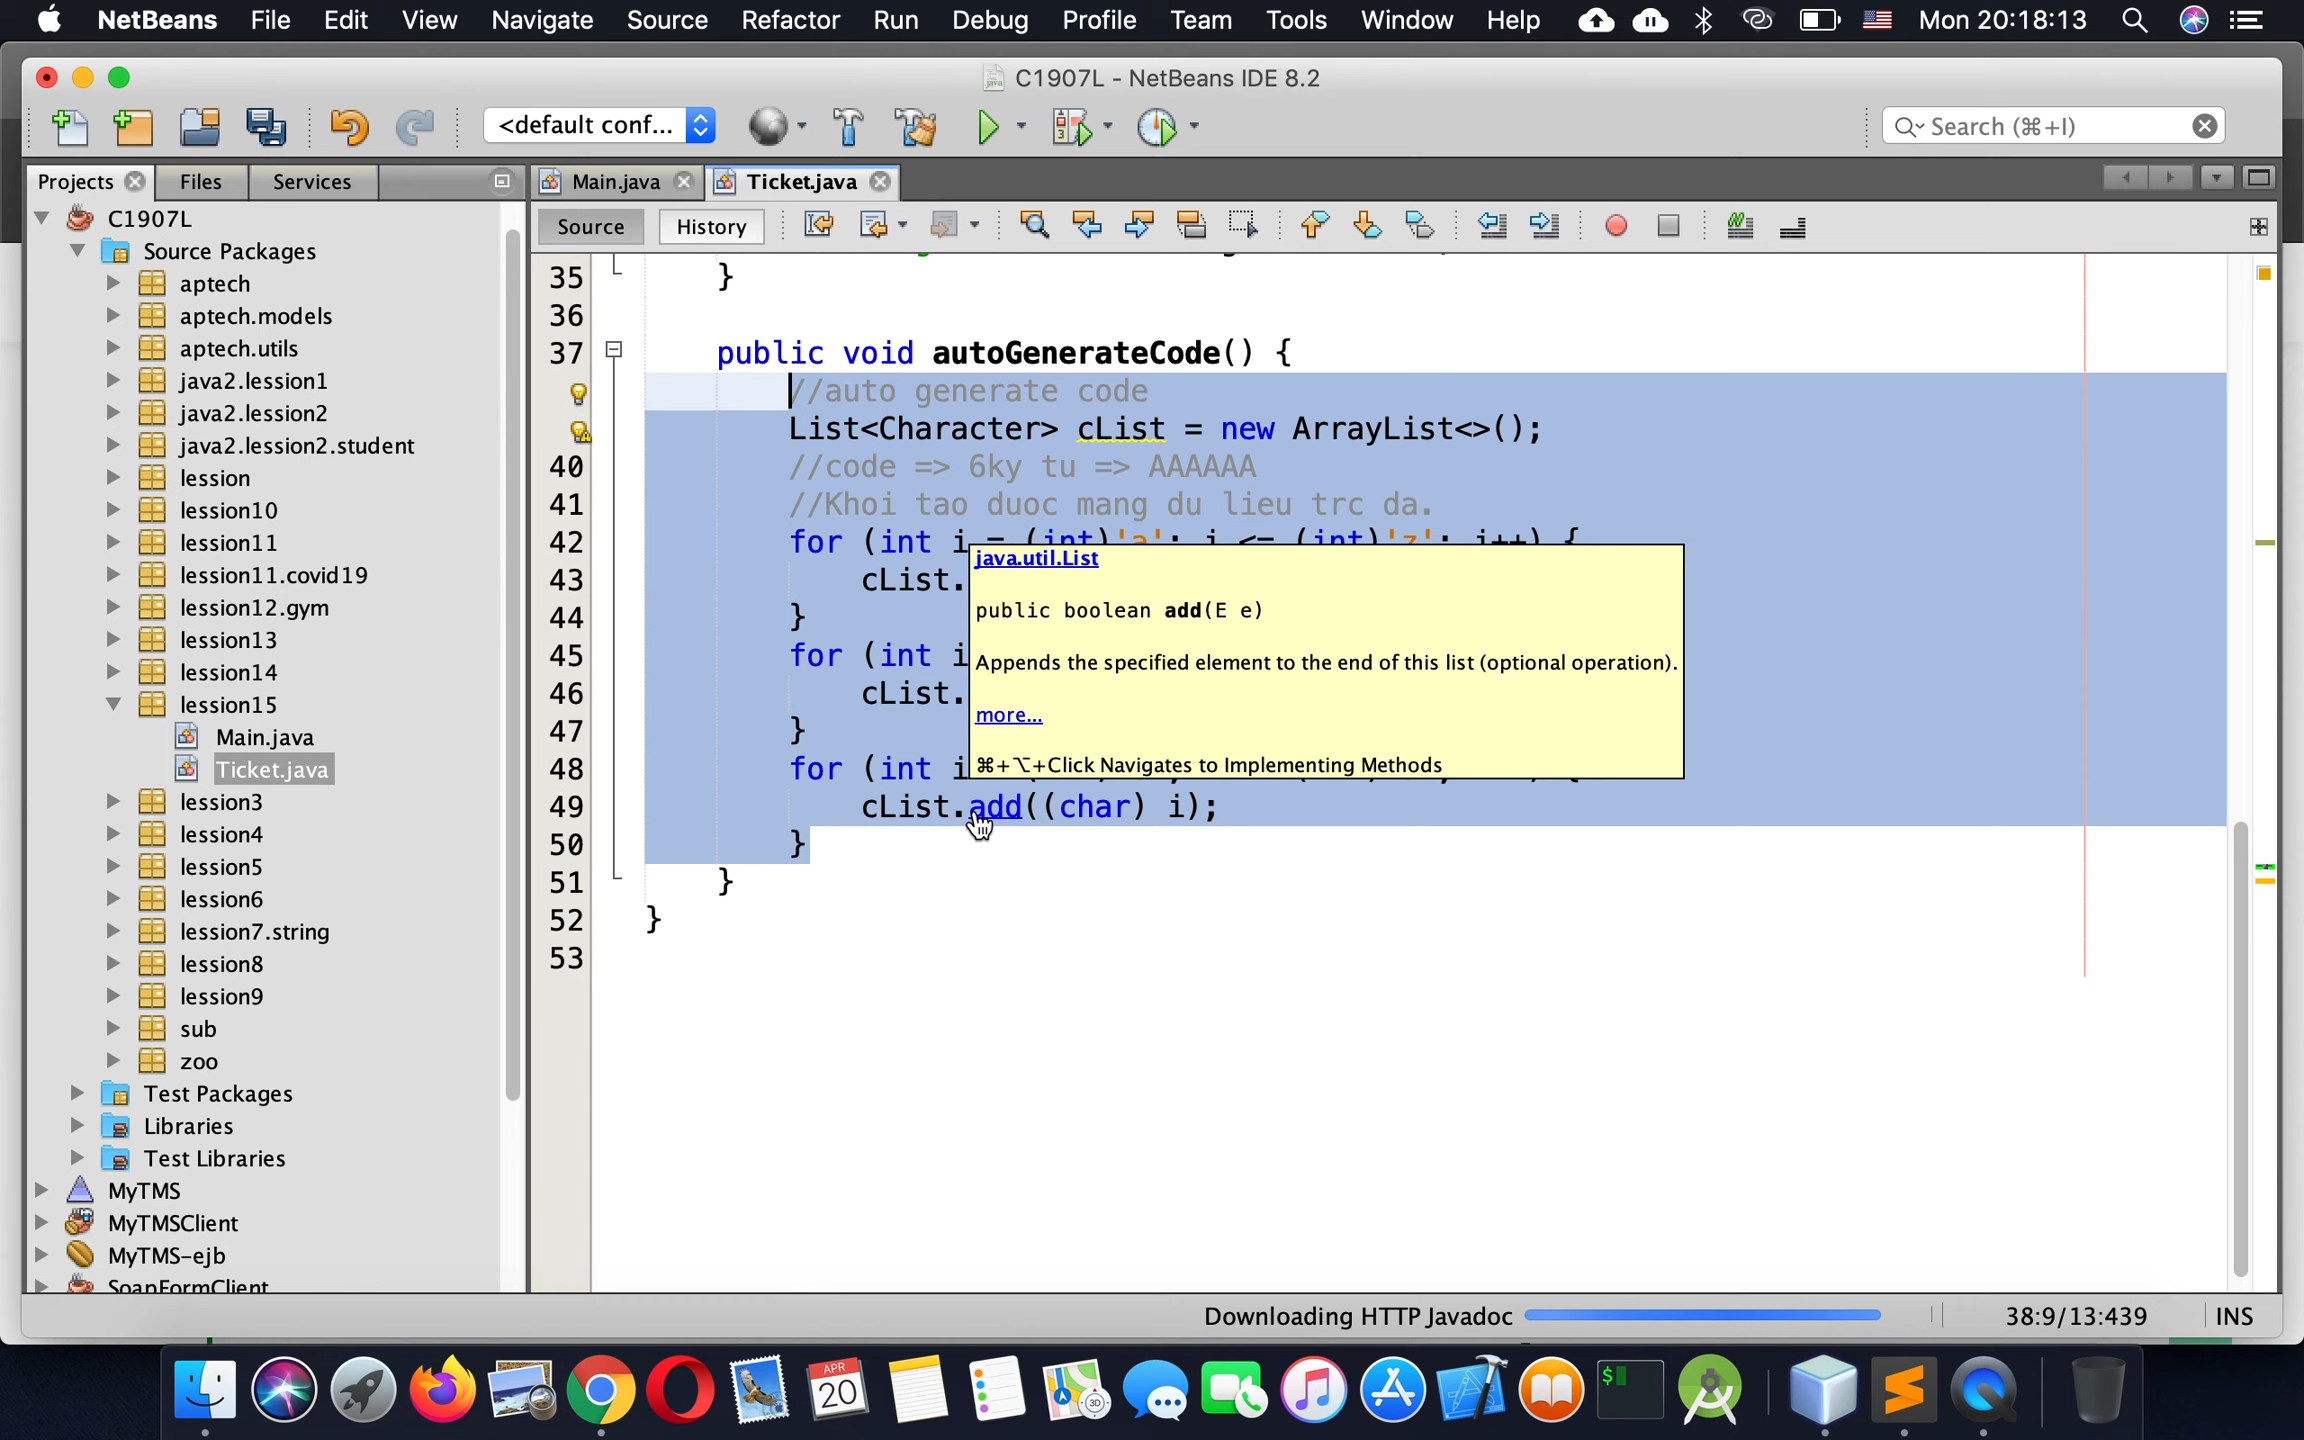 NetBeans File Edit View Navigate Source Refactor Run Debug Profile Team Tools Window Help Mon 20:18:13
C1907L - NetBeans IDE 8.2
<default conf... Search (⌘+I)
Projects Files Services Main.java Ticket.java
Source History
C1907L
Source Packages
aptech
aptech.models
aptech.utils
java2.lession1
java2.lession2
java2.lession2.student
lession
lession10
lession11
lession11.covid19
lession12.gym
lession13
lession14
lession15
Main.java
Ticket.java
lession3
lession4
lession5
lession6
lession7.string
lession8
lession9
sub
zoo
Test Packages
Libraries
Test Libraries
MyTMS
MyTMSClient
MyTMS-ejb
SoapFormClient
35 }
36
37 public void autoGenerateCode() {
//auto generate code
List<Character> cList = new ArrayList<>();
40 //code => 6ky tu => AAAAAA
41 //Khoi tao duoc mang du lieu trc da.
42 for (int i = (int)'a'; i <= (int)'z'; i++) {
43 cList.
44 }
45 for (int i
46 cList.
47 }
48 for (int i
49 cList.add((char) i);
50 }
51 }
52 }
53
java.util.List
public boolean add(E e)
Appends the specified element to the end of this list (optional operation).
more...
⌘+⌥+Click Navigates to Implementing Methods
Downloading HTTP Javadoc 38:9/13:439 INS
APR
20
3D
$